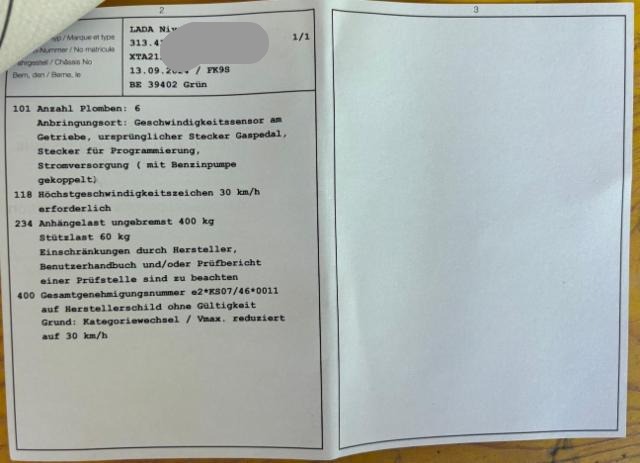 2
3
yp / Marque et type
Nummer / No matricule
ahrgestell / Châssis No
Bern, den / Berne, le
LADA
313.4
1/1
XTA21
13.09. / FK9S
BE 39402 Grün
101 Anzahl Plomben: 6
Anbringungsort: Geschwindigkeitssensor am
Getriebe, ursprünglicher Stecker Gaspedal,
Stecker für Programmierung,
Stromversorgung ( mit Benzinpumpe
gekoppelt)
118 Höchstgeschwindigkeitszeichen 30 km/h
erforderlich
234 Anhängelast ungebremst 400 kg
Stützlast 60 kg
Einschränkungen durch Hersteller,
Benutzerhandbuch und/oder Prüfbericht
einer Prüfstelle sind zu beachten
400 Gesamtgenehmigungsnummer e2*KS07/46*0011
auf Herstellerschild ohne Gültigkeit
Grund: Kategoriewechsel / Vmax. reduziert
auf 30 km/h